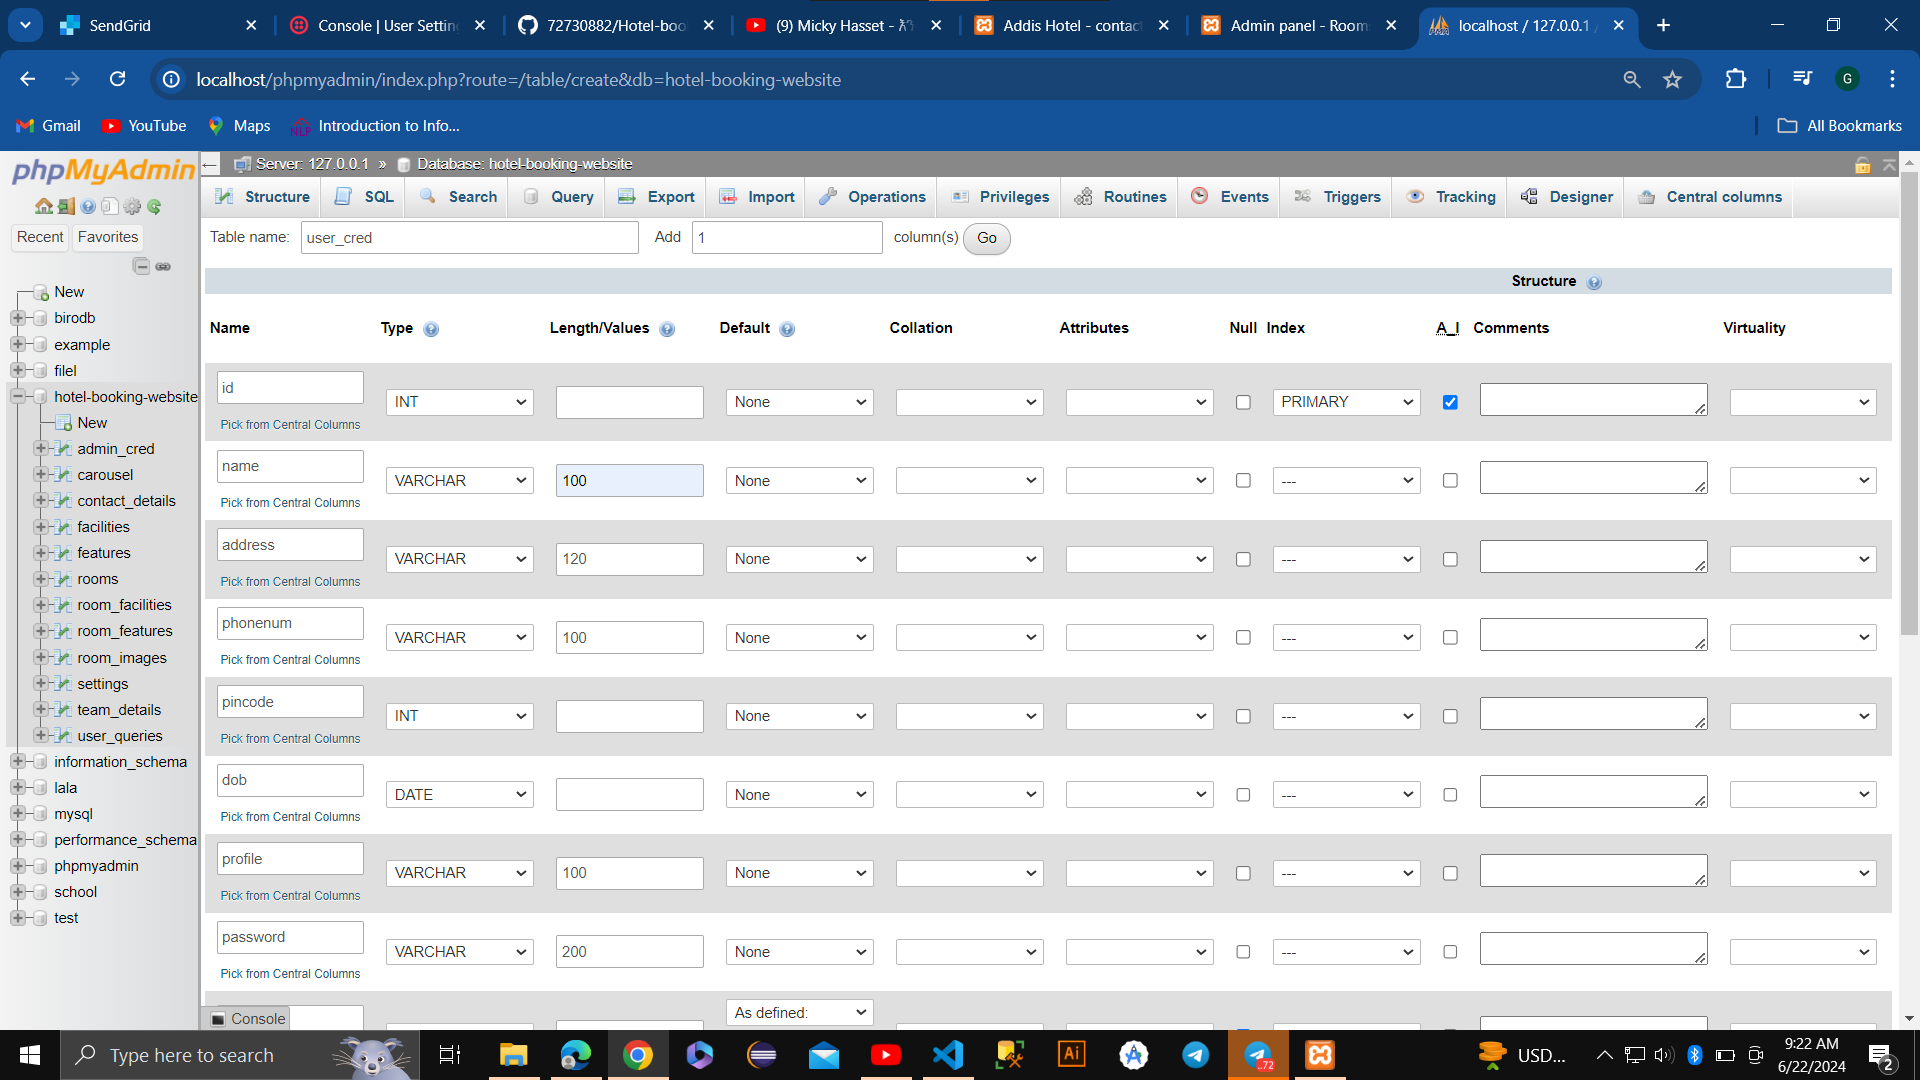 SendGrid
Console | User Settin
72730882/Hotel-boo
(9) Micky Hasset -
Addis Hotel - contac
Admin panel - Room
localhost / 127.0.0.1 /
localhost/phpmyadmin/index.php?route=/table/create&db=hotel-booking-website
G
Gmail
YouTube
Maps
NLP
Introduction to Info...
All Bookmarks
phpMyAdmin
Server: 127.0.0.1 » Database: hotel-booking-website
Structure
SQL
Search
Query
Export
Import
Operations
Privileges
Routines
Events
Triggers
Tracking
Designer
Central columns
Recent
Favorites
New
birodb
example
filel
hotel-booking-website
New
admin_cred
carousel
contact_details
facilities
features
rooms
room_facilities
room_features
room_images
settings
team_details
user_queries
information_schema
lala
mysql
performance_schema
phpmyadmin
school
test
Table name: user_cred Add 1 column(s) Go
Structure
Name Type Length/Values Default Collation Attributes Null Index A_I Comments Virtuality
id INT None PRIMARY
Pick from Central Columns
name VARCHAR 100 None ---
Pick from Central Columns
address VARCHAR 120 None ---
Pick from Central Columns
phonenum VARCHAR 100 None ---
Pick from Central Columns
pincode INT None ---
Pick from Central Columns
dob DATE None ---
Pick from Central Columns
profile VARCHAR 100 None ---
Pick from Central Columns
password VARCHAR 200 None ---
Pick from Central Columns
As defined:
Console
Type here to search
Ai
..72
USD...
9:22 AM
6/22/2024
2